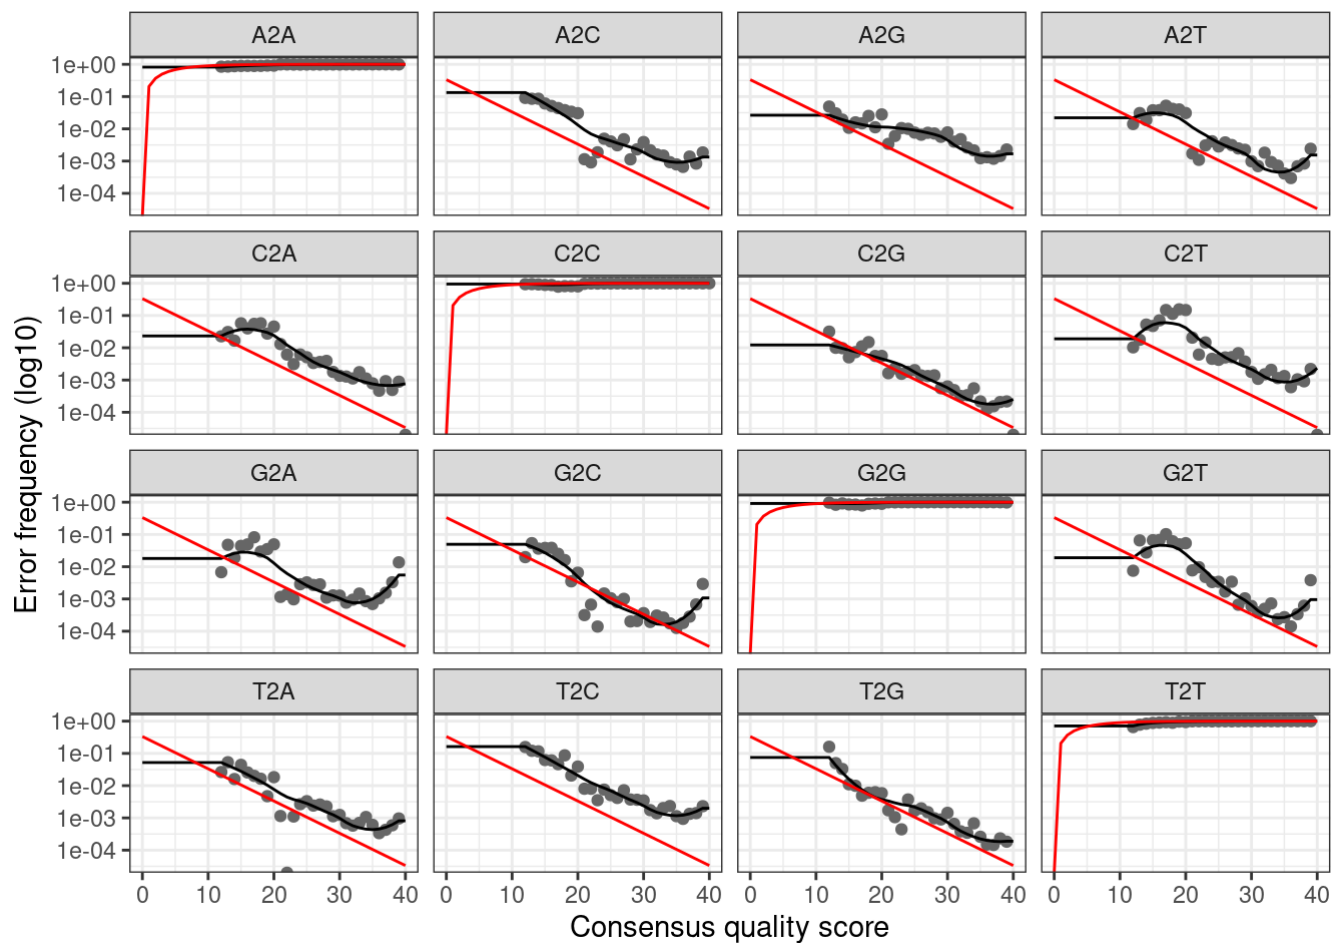 A2A A2C A2G A2T
1e+00
1e-01
1e-02
1e-03
1e-04
C2A C2C C2G C2T
1e+00
1e-01
1e-02
1e-03
1e-04
G2A G2C G2G G2T
1e+00
1e-01
1e-02
1e-03
1e-04
T2A T2C T2G T2T
1e+00
1e-01
1e-02
1e-03
1e-04
0 10 20 30 40 0 10 20 30 40 0 10 20 30 40 0 10 20 30 40
Consensus quality score
Error frequency (log10)